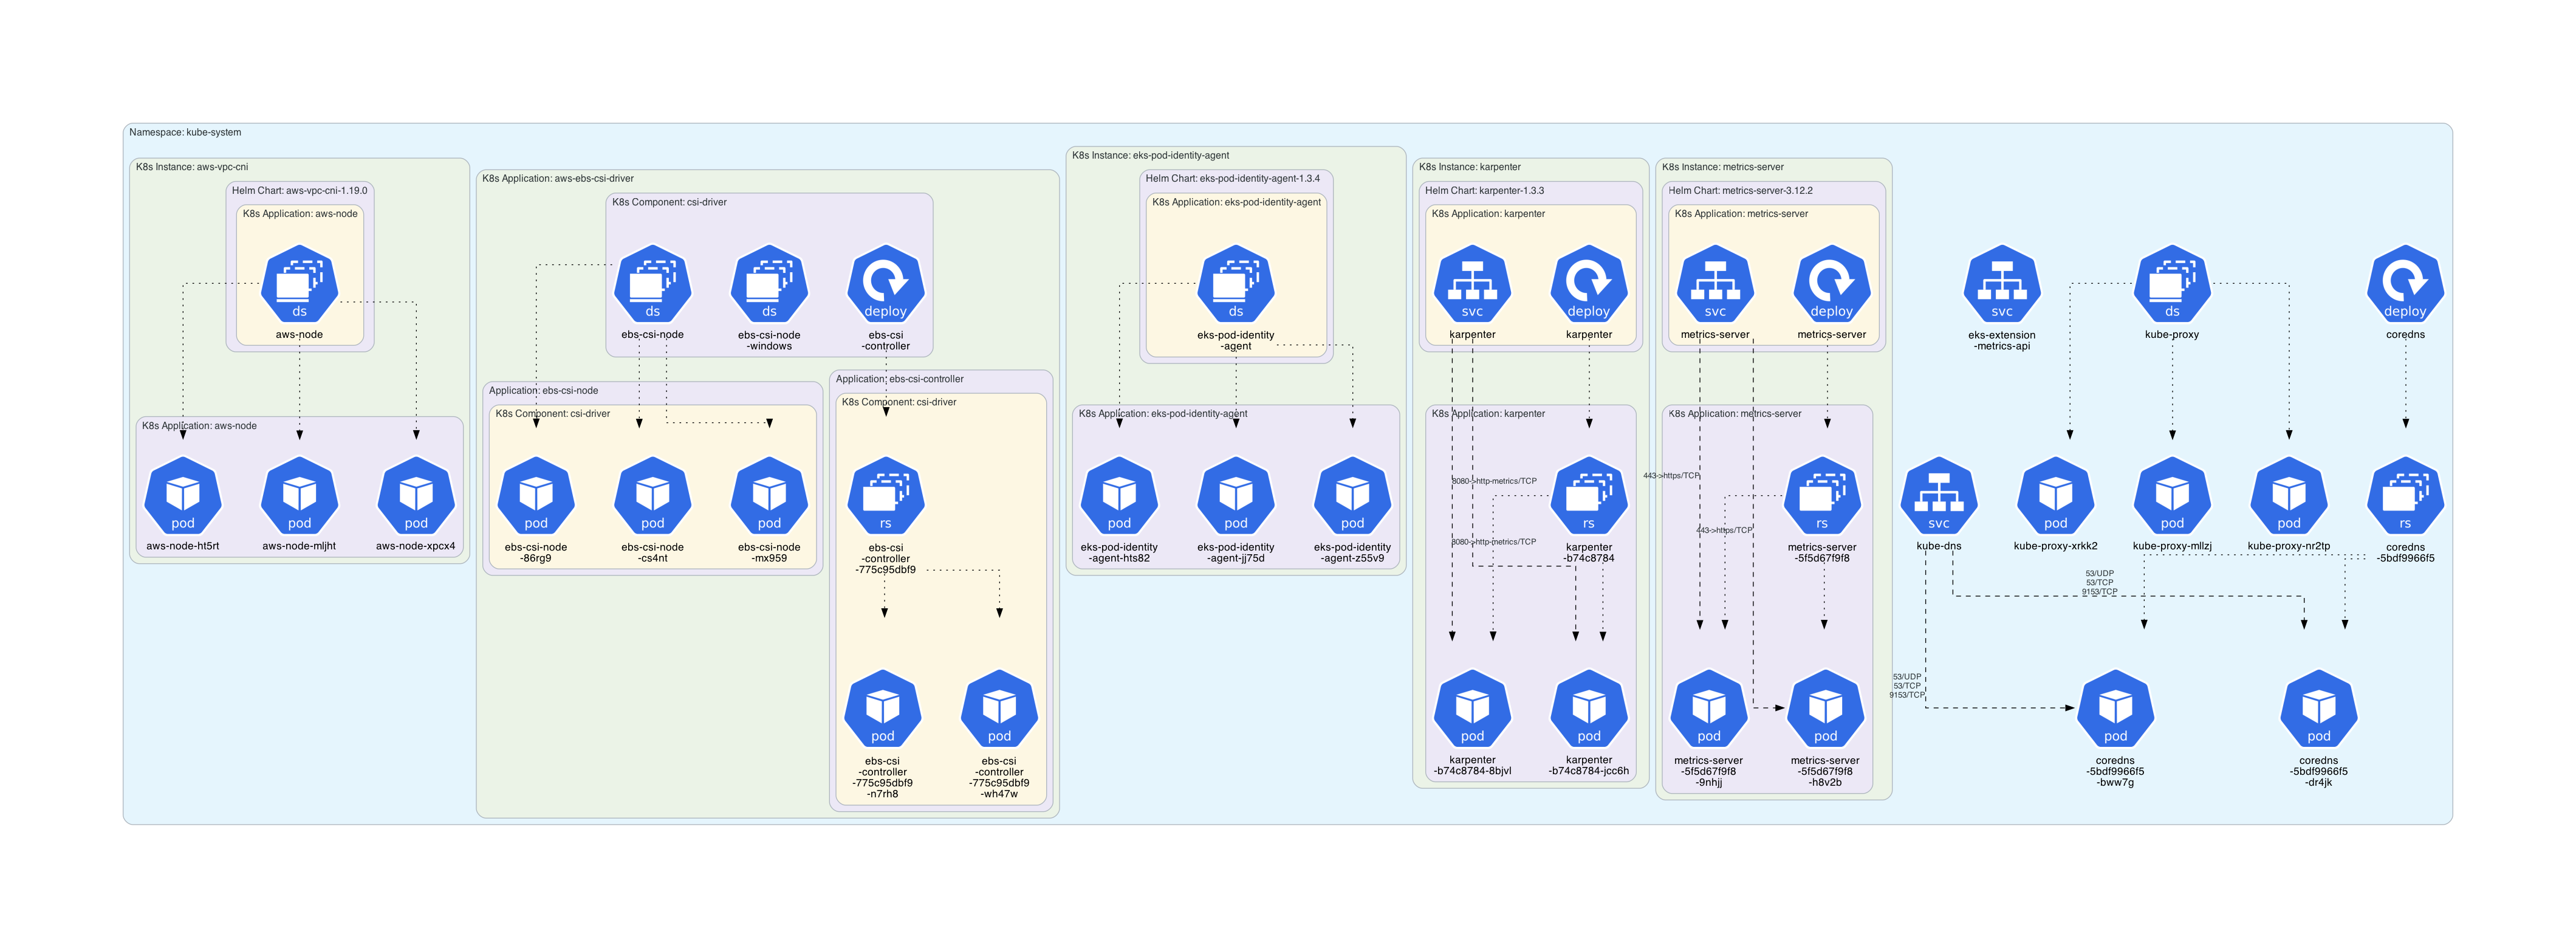 Namespace: kube-system
K8s Instance: aws-vpc-cni
Helm Chart: aws-vpc-cni-1.19.0
K8s Application: aws-node
ds
aws-node
K8s Application: aws-node
pod
aws-node-ht5rt
pod
aws-node-mljht
pod
aws-node-xpcx4
K8s Application: aws-ebs-csi-driver
K8s Component: csi-driver
ds
ebs-csi-node
ds
ebs-csi-node
-windows
deploy
ebs-csi
-controller
Application: ebs-csi-node
K8s Component: csi-driver
pod
ebs-csi-node
-86rg9
pod
ebs-csi-node
-cs4nt
pod
ebs-csi-node
-mx959
Application: ebs-csi-controller
K8s Component: csi-driver
rs
ebs-csi
-controller
-775c95dbf9
pod
ebs-csi
-controller
-775c95dbf9
-n7rh8
pod
ebs-csi
-controller
-775c95dbf9
-wh47w
K8s Instance: eks-pod-identity-agent
Helm Chart: eks-pod-identity-agent-1.3.4
K8s Application: eks-pod-identity-agent
ds
eks-pod-identity
-agent
K8s Application: eks-pod-identity-agent
pod
eks-pod-identity
-agent-hts82
pod
eks-pod-identity
-agent-jj75d
pod
eks-pod-identity
-agent-z55v9
K8s Instance: karpenter
Helm Chart: karpenter-1.3.3
K8s Application: karpenter
svc
karpenter
deploy
karpenter
K8s Application: karpenter
8080->http-metrics/TCP
8080->http-metrics/TCP
rs
karpenter
-b74c8784
pod
karpenter
-b74c8784-8bjvl
pod
karpenter
-b74c8784-jcc6h
K8s Instance: metrics-server
Helm Chart: metrics-server-3.12.2
K8s Application: metrics-server
svc
metrics-server
deploy
metrics-server
K8s Application: metrics-server
443->https/TCP
443->https/TCP
rs
metrics-server
-5f5d67f9f8
pod
metrics-server
-5f5d67f9f8
-9nhjj
pod
metrics-server
-5f5d67f9f8
-h8v2b
svc
eks-extension
-metrics-api
ds
kube-proxy
deploy
coredns
svc
kube-dns
pod
kube-proxy-xrkk2
pod
kube-proxy-mllzj
pod
kube-proxy-nr2tp
rs
coredns
-5bdf9966f5
53/UDP
53/TCP
9153/TCP
53/UDP
53/TCP
9153/TCP
pod
coredns
-5bdf9966f5
-bww7g
pod
coredns
-5bdf9966f5
-dr4jk